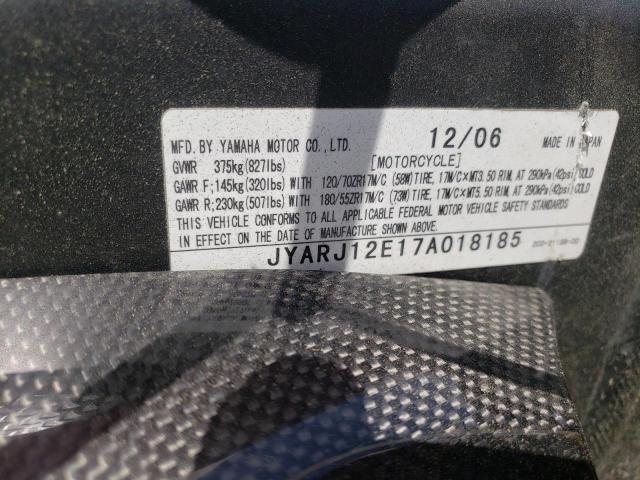 MFD. BY YAMAHA MOTOR CO., LTD. 12/06 MADE IN JAPAN
GVWR 375kg(827lbs) [MOTORCYCLE]
GAWR F;145kg(320lbs) WITH 120/70ZR17M/C (58W)TIRE, 17M/C×MT3.50 RIM, AT 290kPa(42psi)COLD
GAWR R;230kg(507lbs) WITH 180/55ZR17M/C (73W)TIRE, 17M/C×MT5.50 RIM, AT 290kPa(42psi)COLD
THIS VEHICLE CONFORMS TO ALL APPLICABLE FEDERAL MOTOR VEHICLE SAFETY STANDARDS
IN EFFECT ON THE DATE OF MANUFACTURE SHOWN ABOVE.
JYARJ12E17A018185